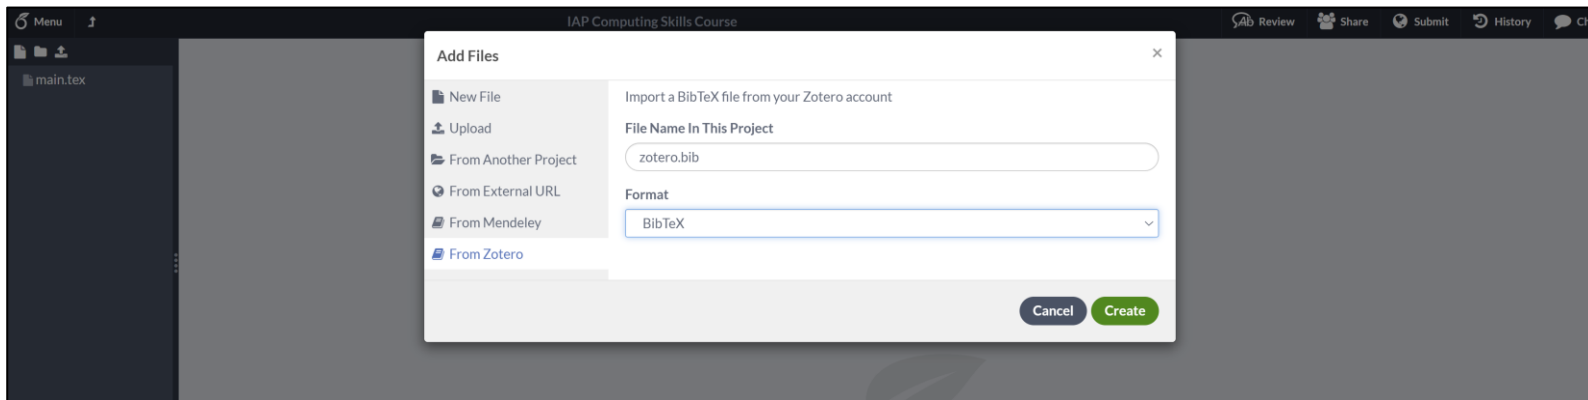 Menu
IAP Computing Skills Course
Review
Share
Submit
History
main.tex
Add Files
×
New File
Upload
From Another Project
From External URL
From Mendeley
From Zotero
Import a BibTeX file from your Zotero account
File Name In This Project
zotero.bib
Format
BibTeX
Cancel
Create